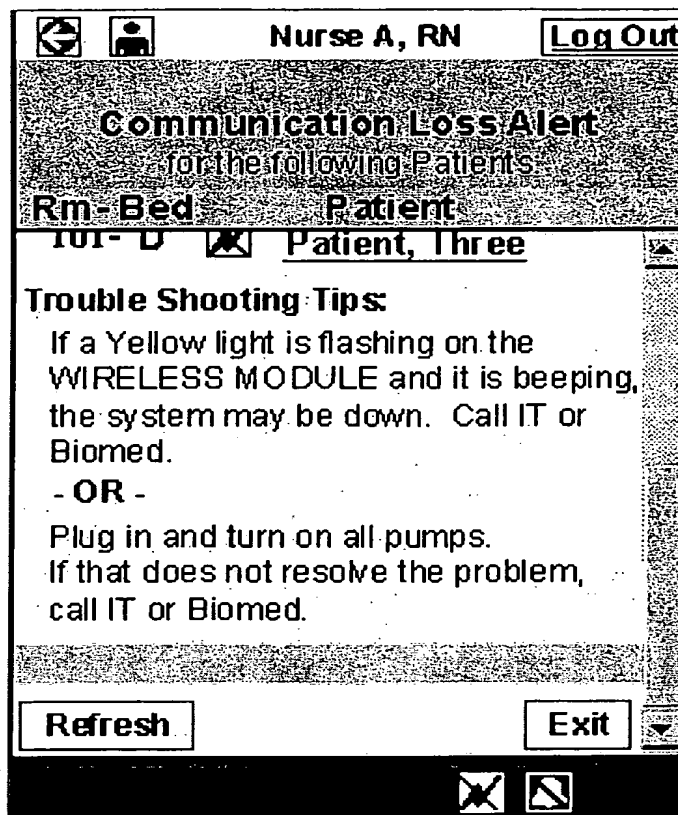 Nurse A, RN Log Out
Communication Loss Alert
for the following Patients
Rm-Bed Patient
101- D Patient, Three
Trouble Shooting Tips:
If a Yellow light is flashing on the
WIRELESS MODULE and it is beeping,
the system may be down. Call IT or
Biomed.
- OR -
Plug in and turn on all pumps.
If that does not resolve the problem,
call IT or Biomed.
Refresh Exit